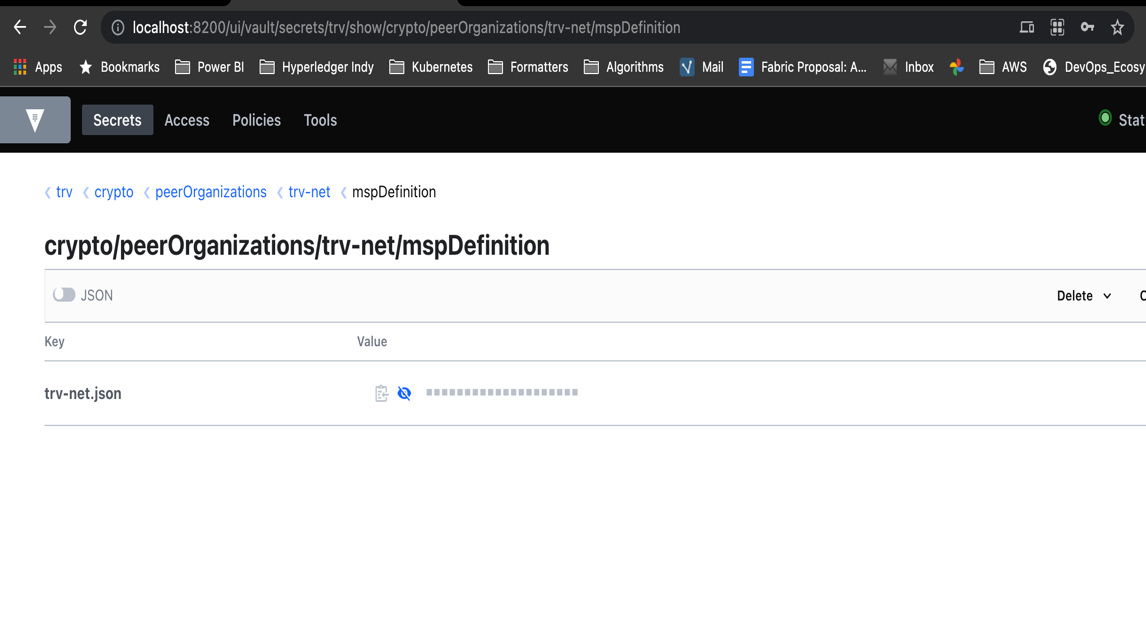 localhost:8200/ui/vault/secrets/trv/show/crypto/peerOrganizations/trv-net/mspDefinition
Apps Bookmarks Power BI Hyperledger Indy Kubernetes Formatters Algorithms Mail Fabric Proposal: A... Inbox AWS DevOps_Ecosy
Secrets Access Policies Tools Stat
trv crypto peerOrganizations trv-net mspDefinition
crypto/peerOrganizations/trv-net/mspDefinition
JSON Delete
Key Value
trv-net.json